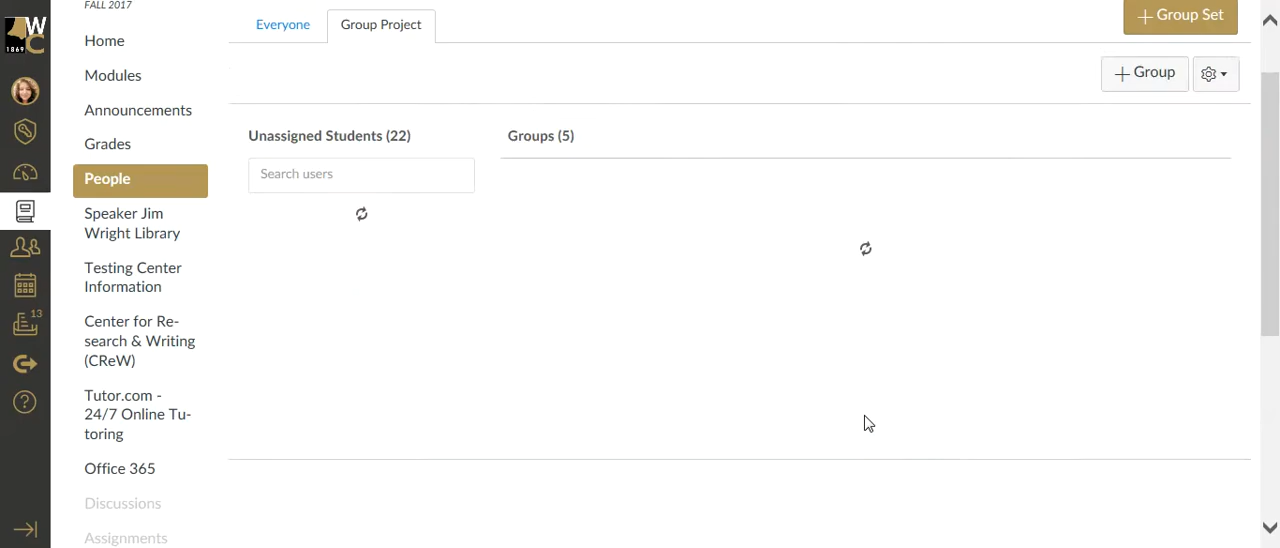 FALL 2017
WC
1869
Home
Modules
Announcements
Grades
People
Speaker Jim
Wright Library
Testing Center
Information
Center for Re-
search & Writing
(CReW)
Tutor.com -
24/7 Online Tu-
toring
Office 365
Discussions
Assignments
13
Everyone
Group Project
+ Group Set
+ Group
Unassigned Students (22)
Search users
Groups (5)